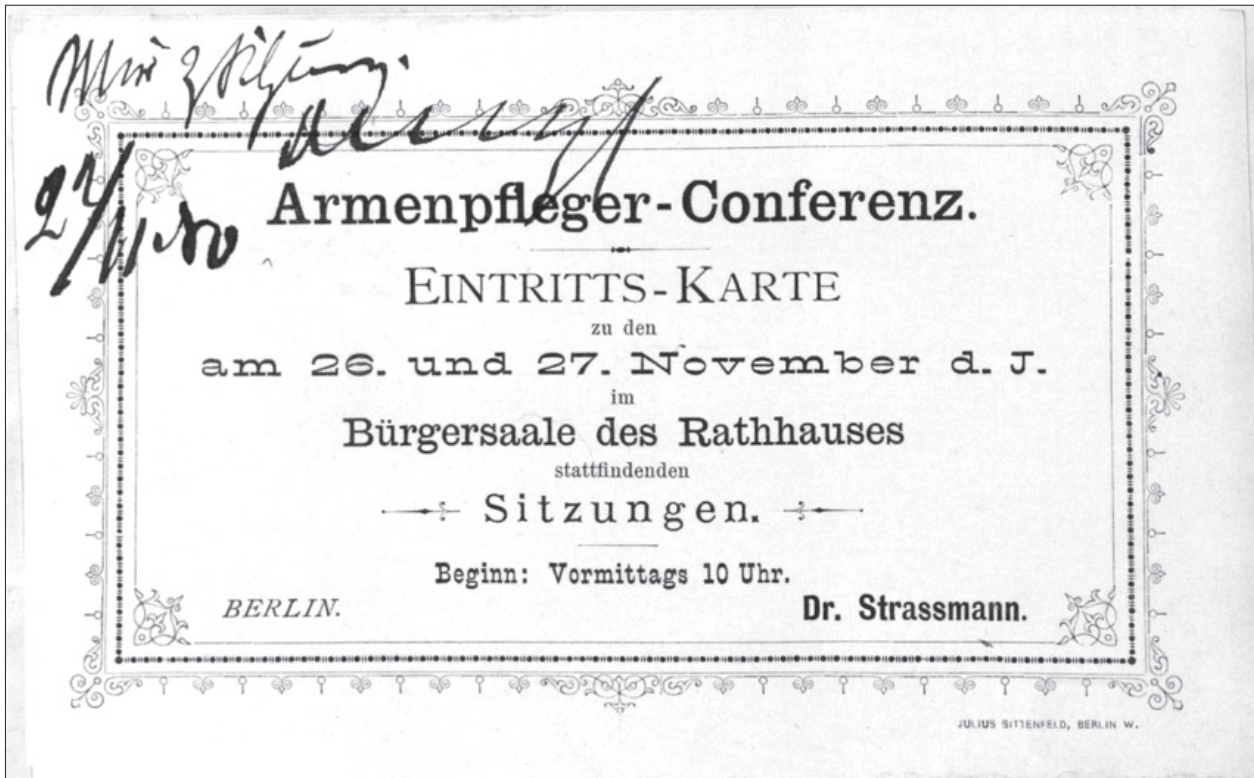 Armenpfleger-Conferenz.
EINTRITTS-KARTE
zu den
am 26. und 27. November d. J.
im
Bürgersaale des Rathhauses
stattfindenden
Sitzungen.
Beginn: Vormittags 10 Uhr.
BERLIN.
Dr. Strassmann.
JULIUS SITTENFELD, BERLIN W.